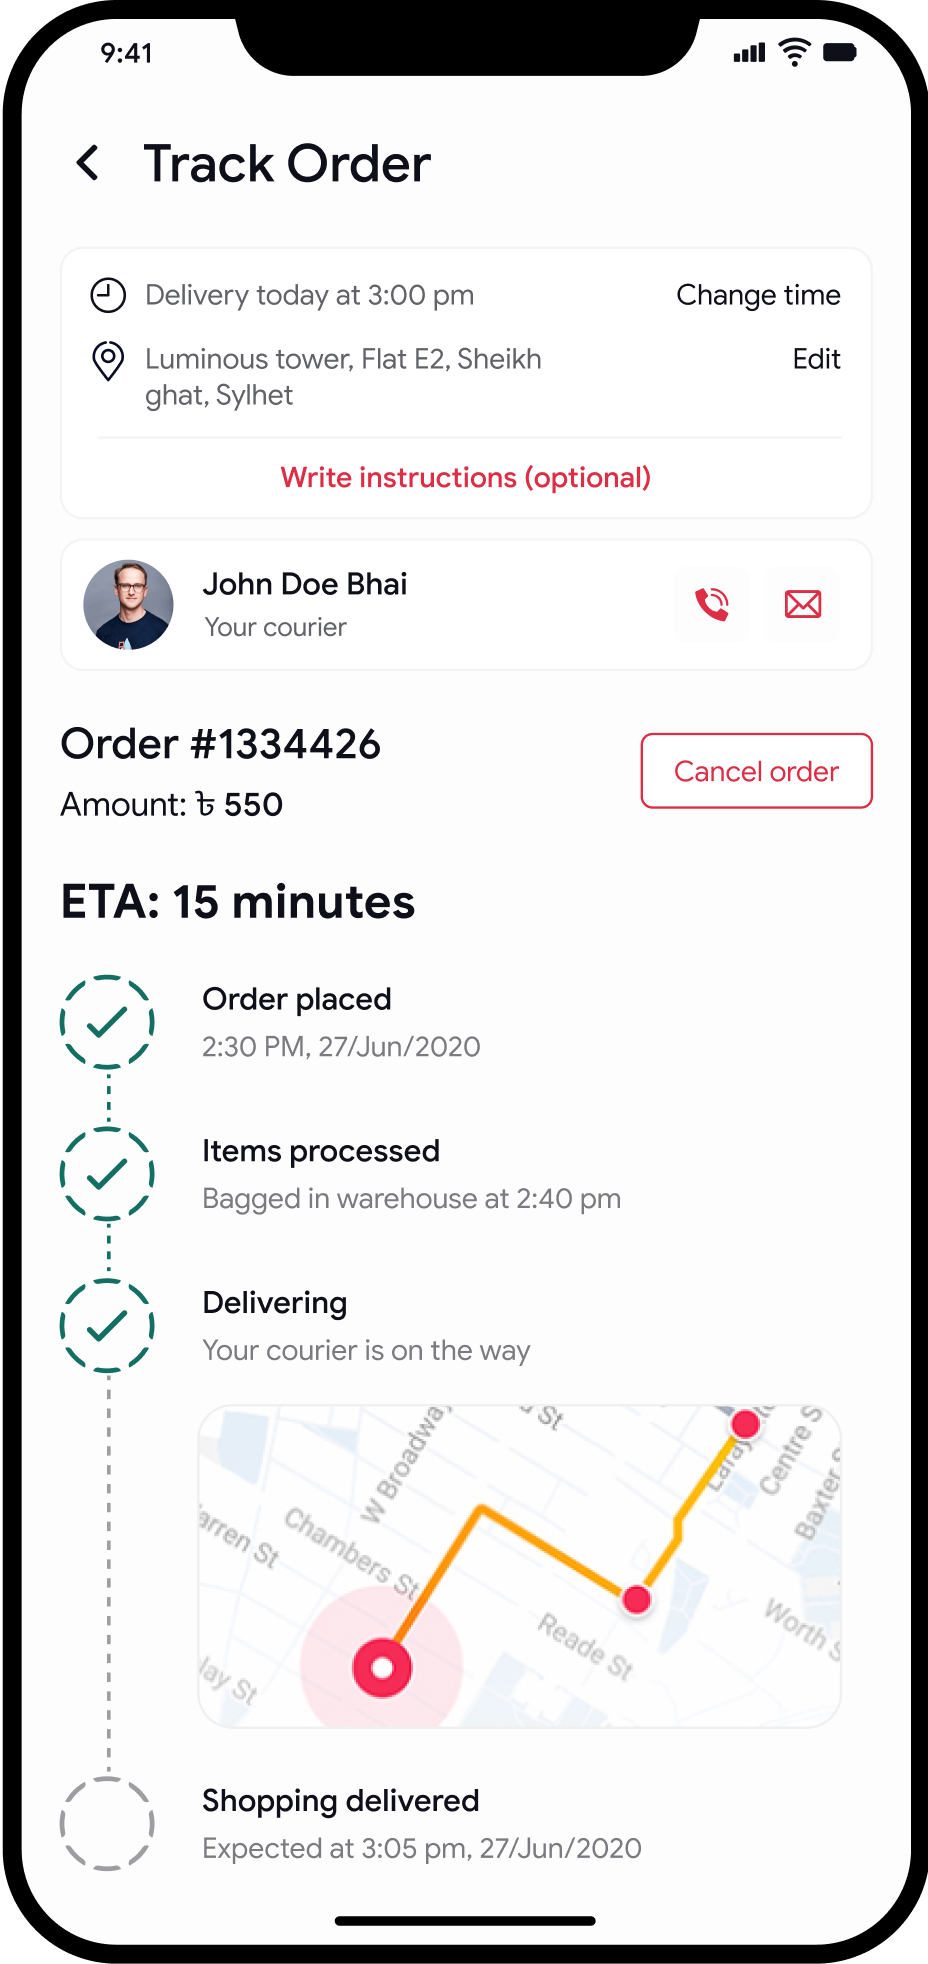 9:41
Track Order
Delivery today at 3:00 pm
Change time
Luminous tower, Flat E2, Sheikh
ghat, Sylhet
Edit
Write instructions (optional)
John Doe Bhai
Your courier
Order #1334426
Cancel order
Amount: ৳ 550
ETA: 15 minutes
Order placed
2:30 PM, 27/Jun/2020
Items processed
Bagged in warehouse at 2:40 pm
Delivering
Your courier is on the way
W Broadway
St
Centre S
Baxter S
arren St
Chambers St
Reade St
Worth S
lay St
Shopping delivered
Expected at 3:05 pm, 27/Jun/2020